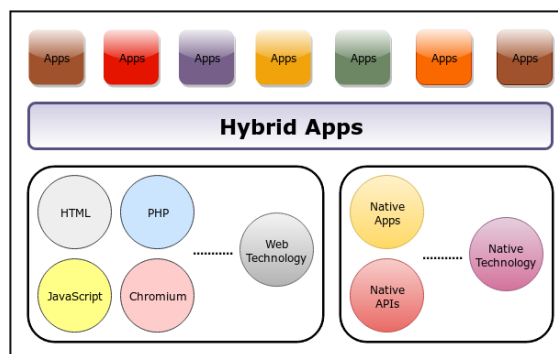 Apps Apps Apps Apps Apps Apps Apps
Hybrid Apps
HTML
PHP
Web
Technology
JavaScript
Chromium
Native
Apps
Native
Technology
Native
APIs